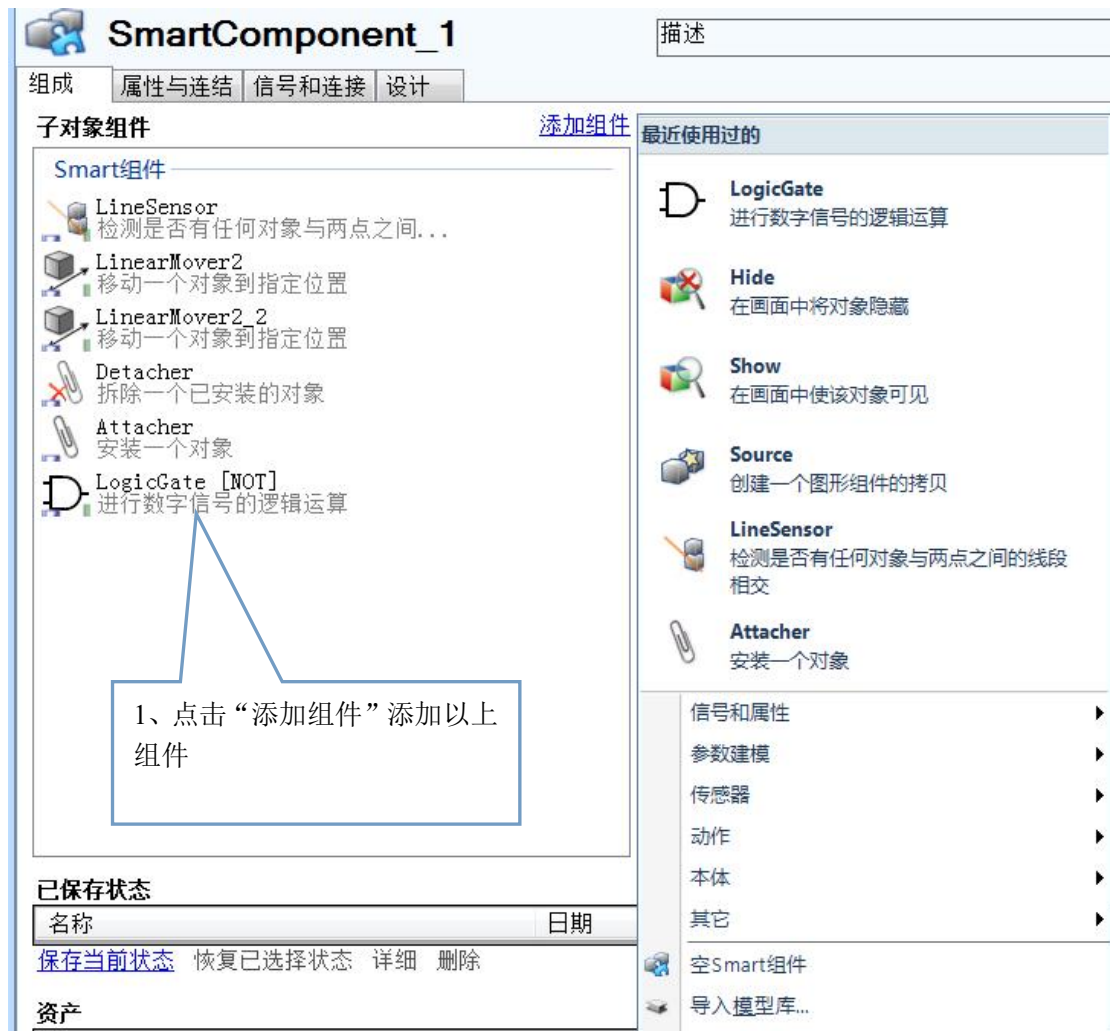 SmartComponent_1
描述
组成
属性与连结
信号和连接
设计
子对象组件
添加组件
Smart组件
LineSensor
检测是否有任何对象与两点之间...
LinearMover2
移动一个对象到指定位置
LinearMover2_2
移动一个对象到指定位置
Detacher
拆除一个已安装的对象
Attacher
安装一个对象
LogicGate [NOT]
进行数字信号的逻辑运算
1、点击“添加组件”添加以上
组件
已保存状态
名称
日期
保存当前状态 恢复已选择状态 详细 删除
资产
最近使用过的
LogicGate
进行数字信号的逻辑运算
Hide
在画面中将对象隐藏
Show
在画面中使该对象可见
Source
创建一个图形组件的拷贝
LineSensor
检测是否有任何对象与两点之间的线段
相交
Attacher
安装一个对象
信号和属性
参数建模
传感器
动作
本体
其它
空Smart组件
导入模型库...